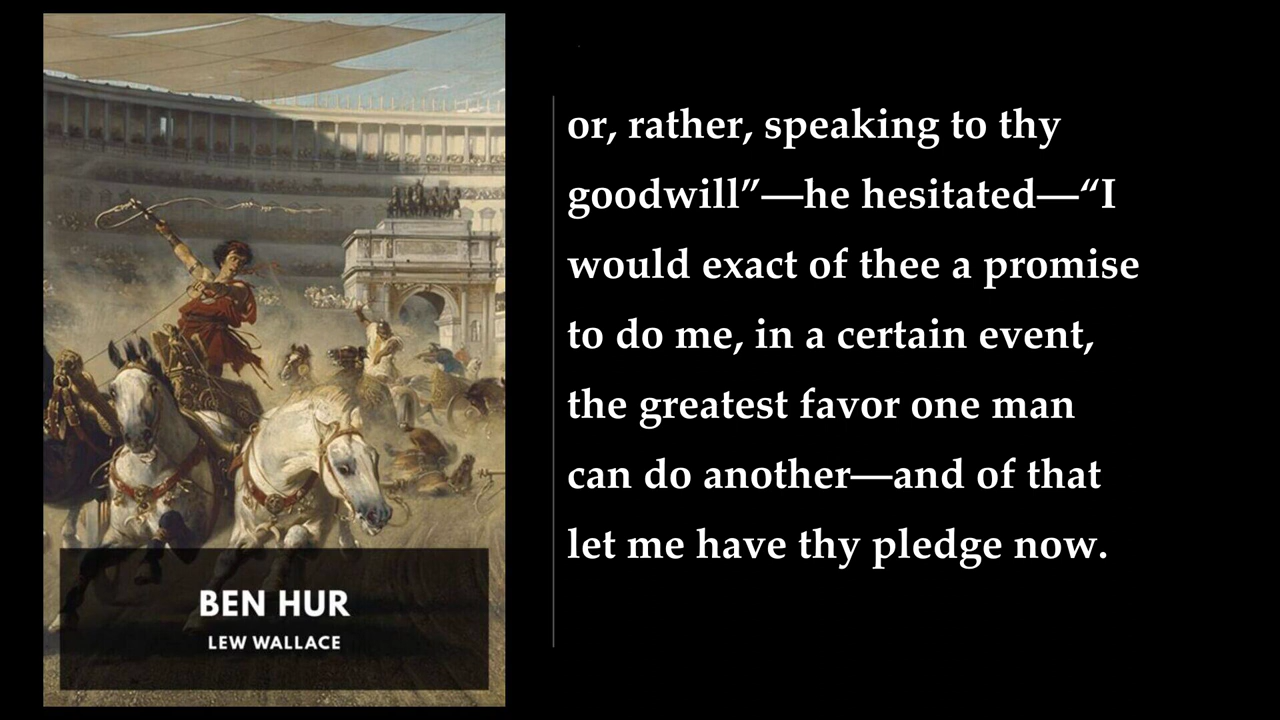 BEN HUR
LEW WALLACE
or, rather, speaking to thy
goodwill”—he hesitated—“I
would exact of thee a promise
to do me, in a certain event,
the greatest favor one man
can do another—and of that
let me have thy pledge now.